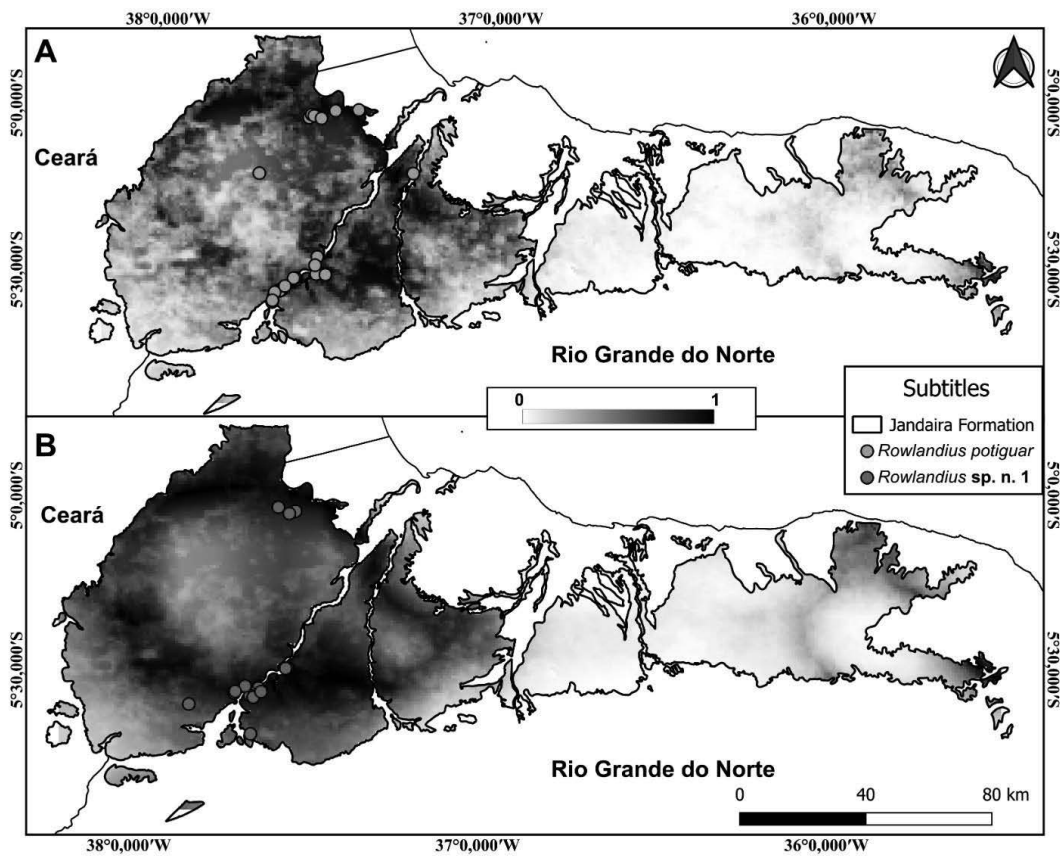 38°0,000'W 37°0,000'W 36°0,000'W
A
5°0,000'S
5°0,000'S
Ceará
5°30,000'S
5°30,000'S
Rio Grande do Norte
0 1
Subtitles
Jandaira Formation
Rowlandius potiguar
Rowlandius sp. n. 1
B
5°0,000'S
5°0,000'S
Ceará
5°30,000'S
5°30,000'S
Rio Grande do Norte
0 40 80 km
38°0,000'W 37°0,000'W 36°0,000'W